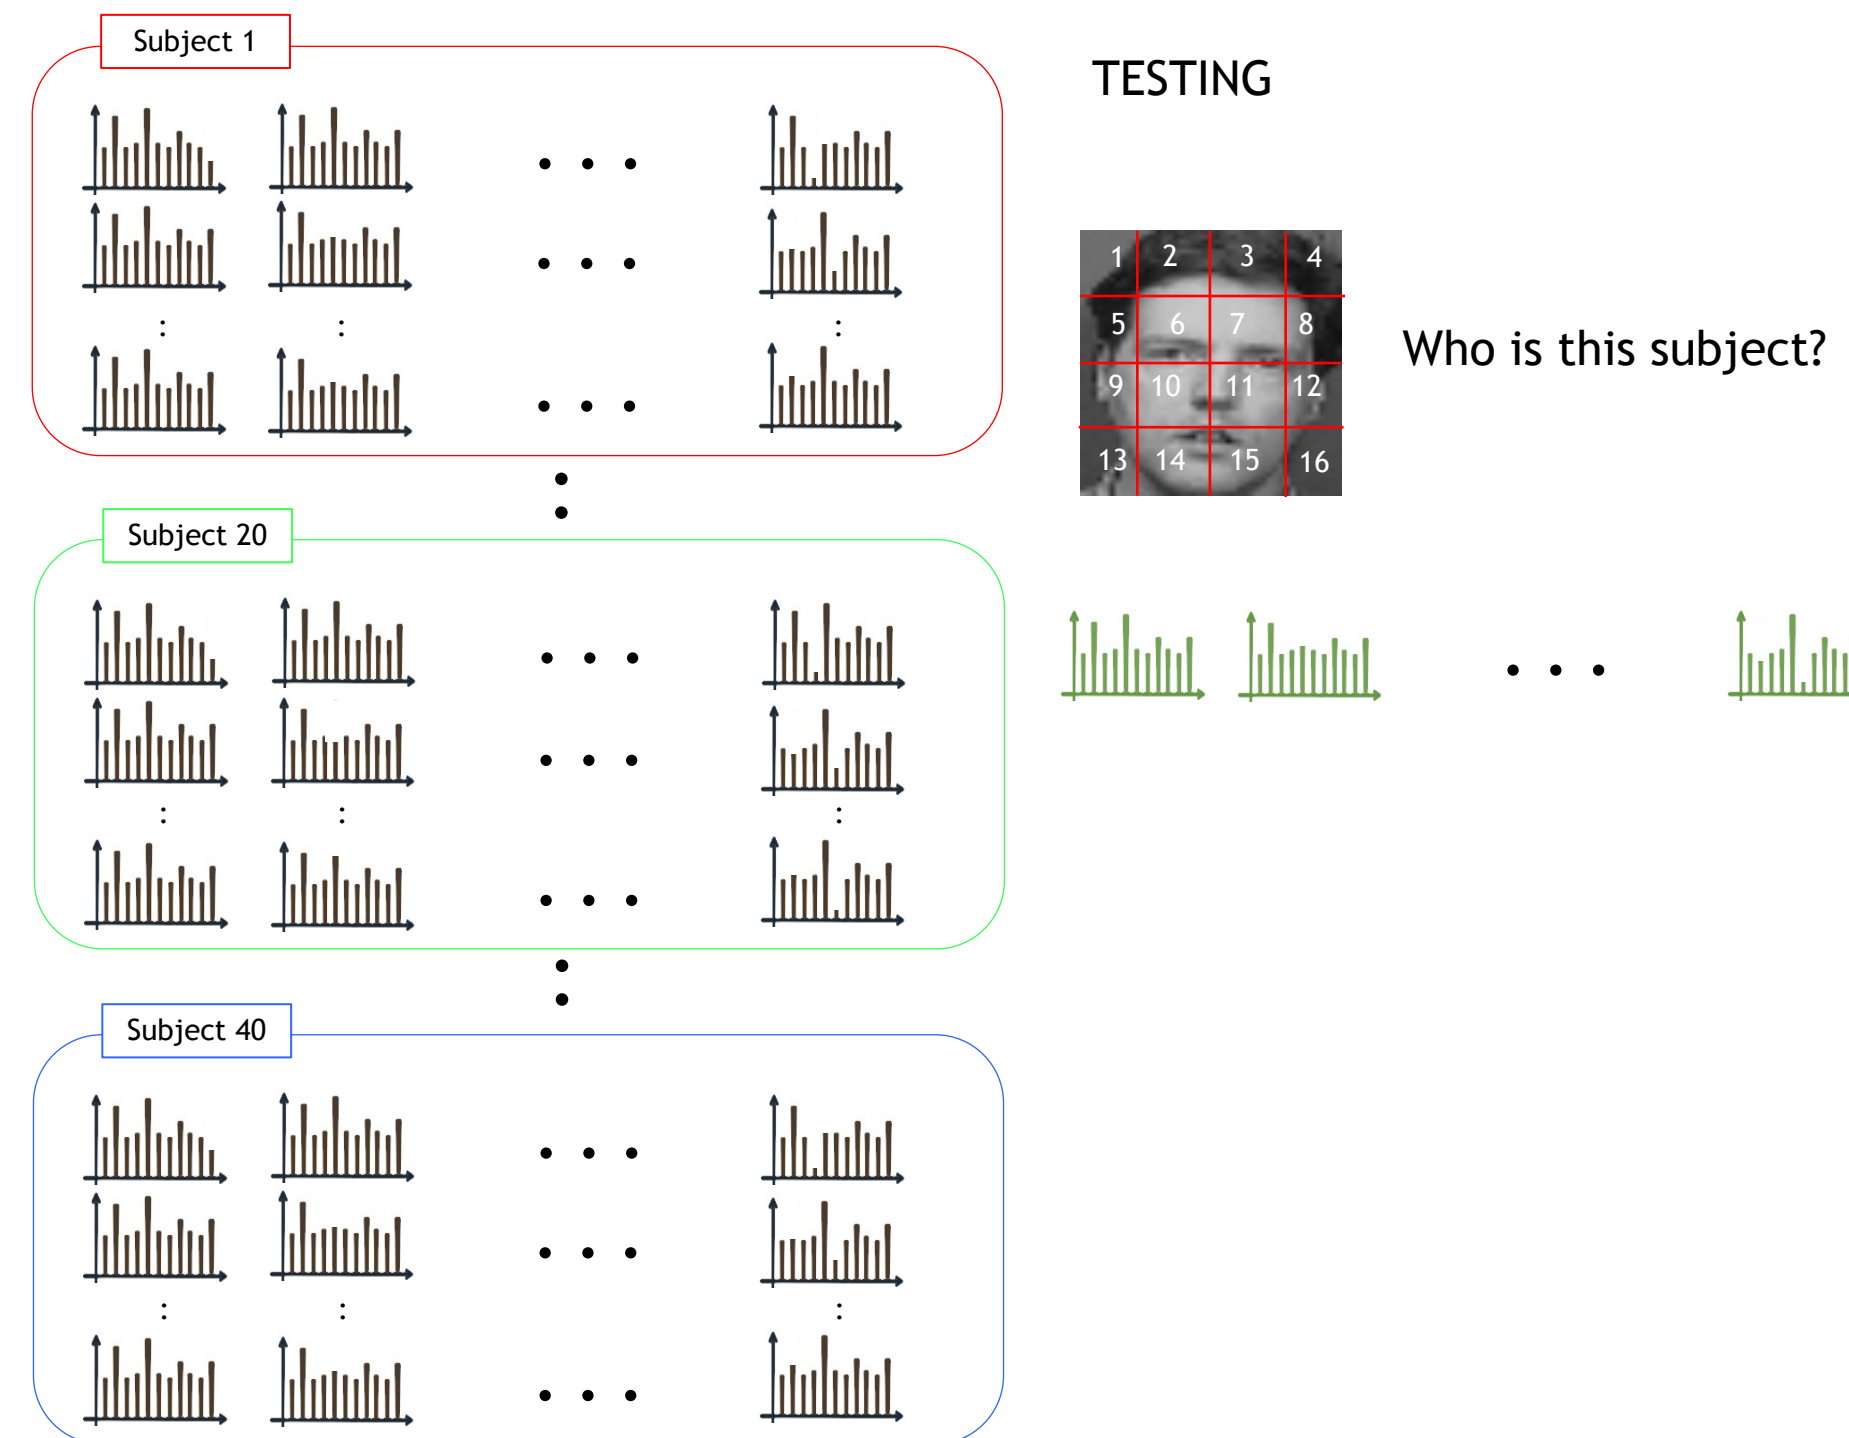 Subject 1
TESTING
1 2 3 4
5 6 7 8
9 10 11 12
13 14 15 16
Who is this subject?
Subject 20
Subject 40